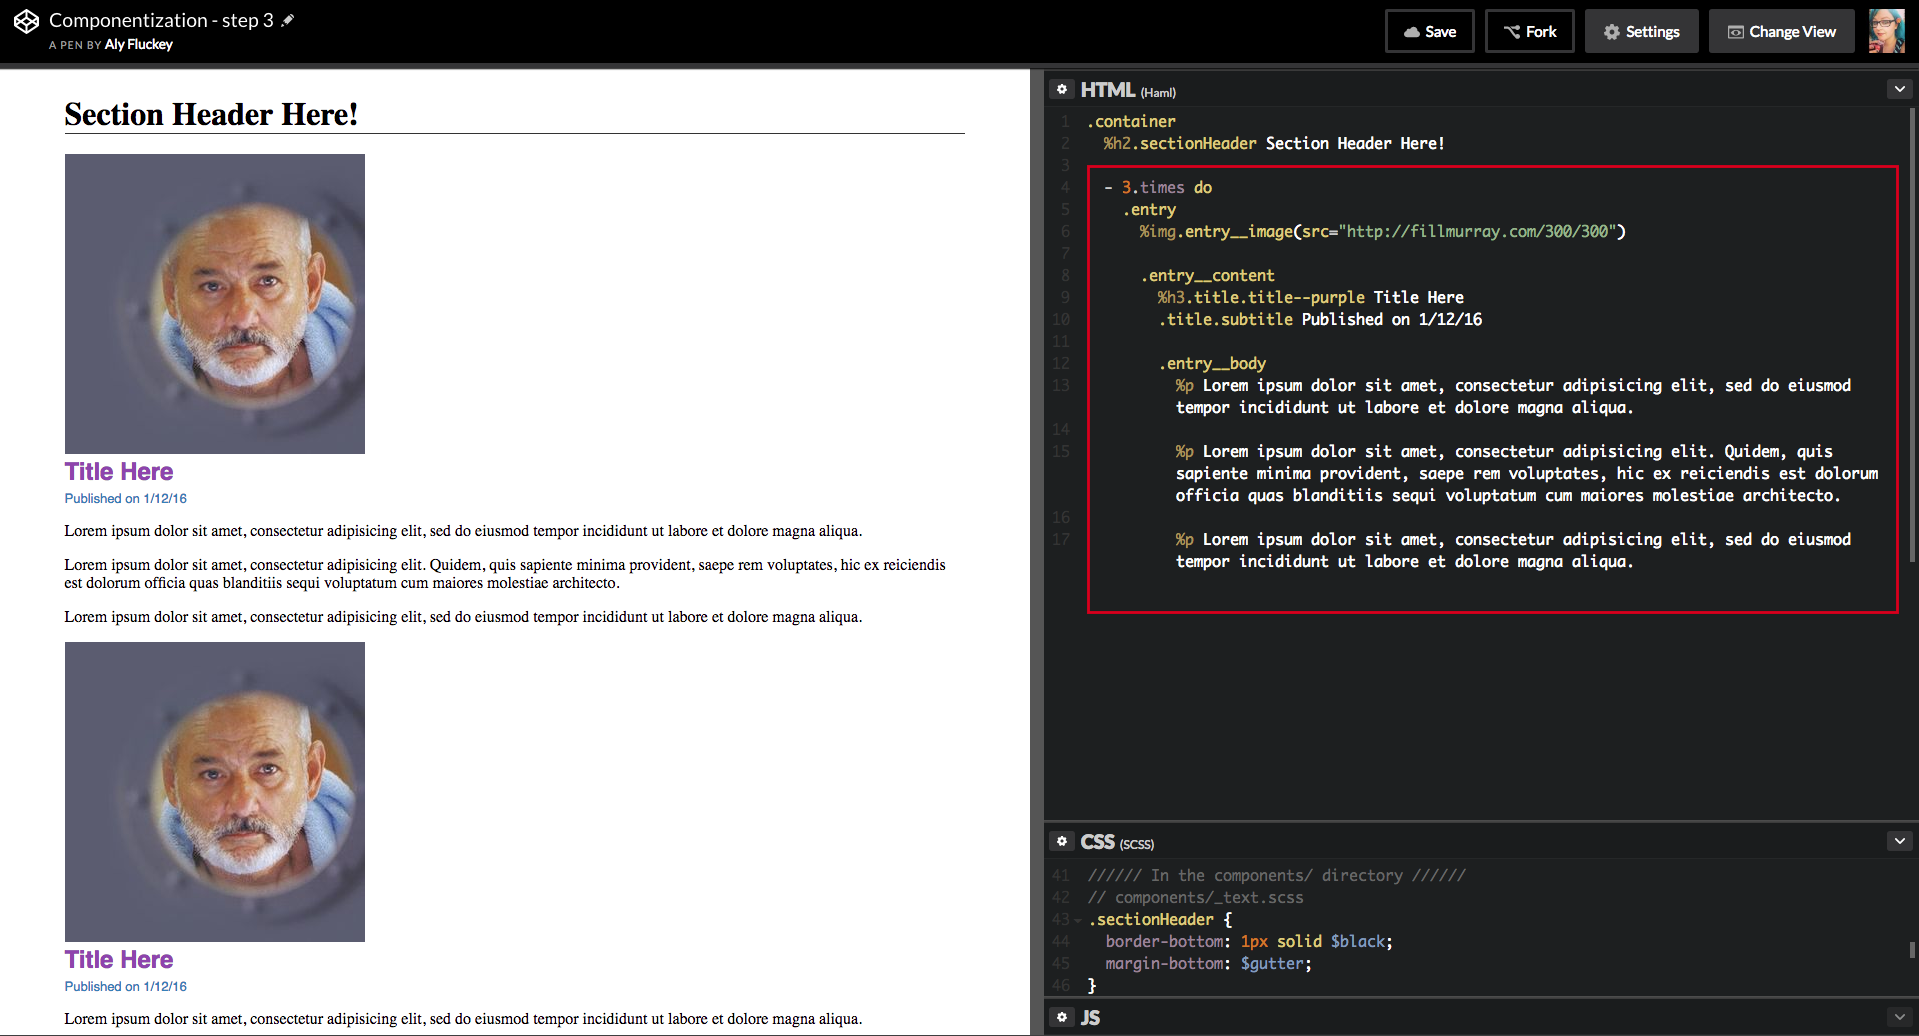 Componentization - step 3
A PEN BY Aly Fluckey
Save
Fork
Settings
Change View
Section Header Here!
Title Here
Published on 1/12/16
Lorem ipsum dolor sit amet, consectetur adipisicing elit, sed do eiusmod tempor incididunt ut labore et dolore magna aliqua.
Lorem ipsum dolor sit amet, consectetur adipisicing elit. Quidem, quis sapiente minima provident, saepe rem voluptates, hic ex reiciendis
est dolorum officia quas blanditiis sequi voluptatum cum maiores molestiae architecto.
Lorem ipsum dolor sit amet, consectetur adipisicing elit, sed do eiusmod tempor incididunt ut labore et dolore magna aliqua.
Title Here
Published on 1/12/16
Lorem ipsum dolor sit amet, consectetur adipisicing elit, sed do eiusmod tempor incididunt ut labore et dolore magna aliqua.
HTML (Haml)
1 .container
2 %h2.sectionHeader Section Header Here!
3
4 - 3.times do
5 .entry
6 %img.entry__image(src="http://fillmurray.com/300/300")
7
8 .entry__content
9 %h3.title.title--purple Title Here
10 .title.subtitle Published on 1/12/16
11
12 .entry__body
13 %p Lorem ipsum dolor sit amet, consectetur adipisicing elit, sed do eiusmod
tempor incididunt ut labore et dolore magna aliqua.
14
15 %p Lorem ipsum dolor sit amet, consectetur adipisicing elit. Quidem, quis
sapiente minima provident, saepe rem voluptates, hic ex reiciendis est dolorum
officia quas blanditiis sequi voluptatum cum maiores molestiae architecto.
16
17 %p Lorem ipsum dolor sit amet, consectetur adipisicing elit, sed do eiusmod
tempor incididunt ut labore et dolore magna aliqua.
CSS (SCSS)
41 ////// In the components/ directory //////
42 // components/_text.scss
43 .sectionHeader {
44 border-bottom: 1px solid $black;
45 margin-bottom: $gutter;
46 }
JS